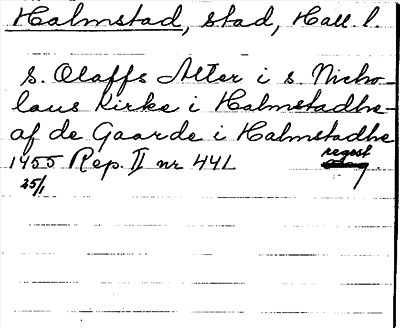 Halmstad, stad, Hall. l.
S. Olaffs Alter i s. Nicho-
laus kirke i Halmstadhe -
af de Gaarde i Halmstadhe
1455 Rep. II nr 441 regest
25/1